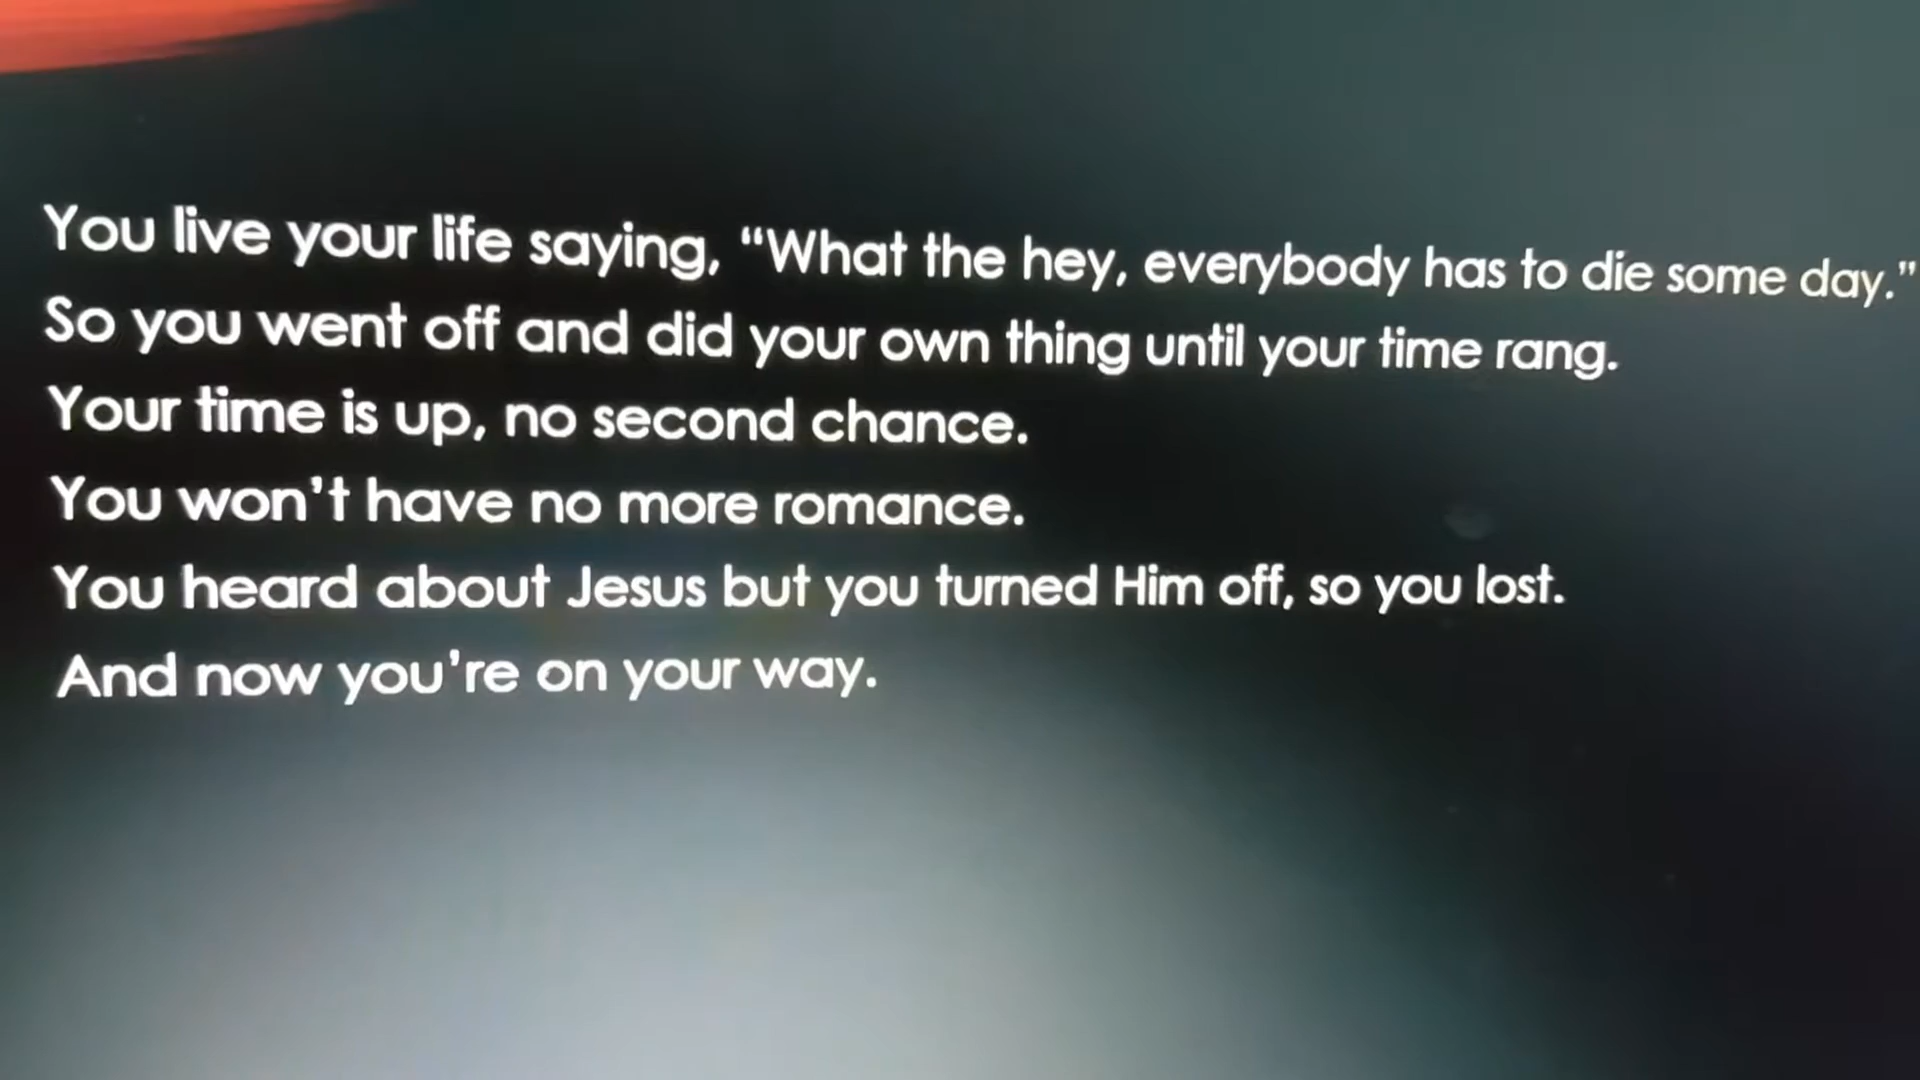 You live your life saying, “What the hey, everybody has to die some day.”
So you went off and did your own thing until your time rang.
Your time is up, no second chance.
You won’t have no more romance.
You heard about Jesus but you turned Him off, so you lost.
And now you’re on your way.